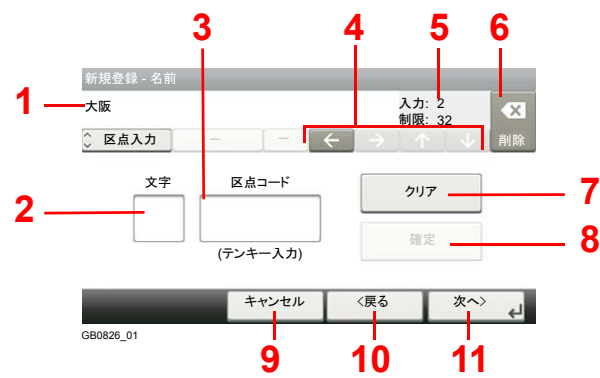 3
4
5
6
新規登録 - 名前
1
大阪
入力: 2
制限: 32
区点入力
－
－
←
→
↑
↓
削除
文字
区点コード
クリア
7
2
確定
8
(テンキー入力)
キャンセル
<戻る
次へ>
GB0826_01
9
10
11